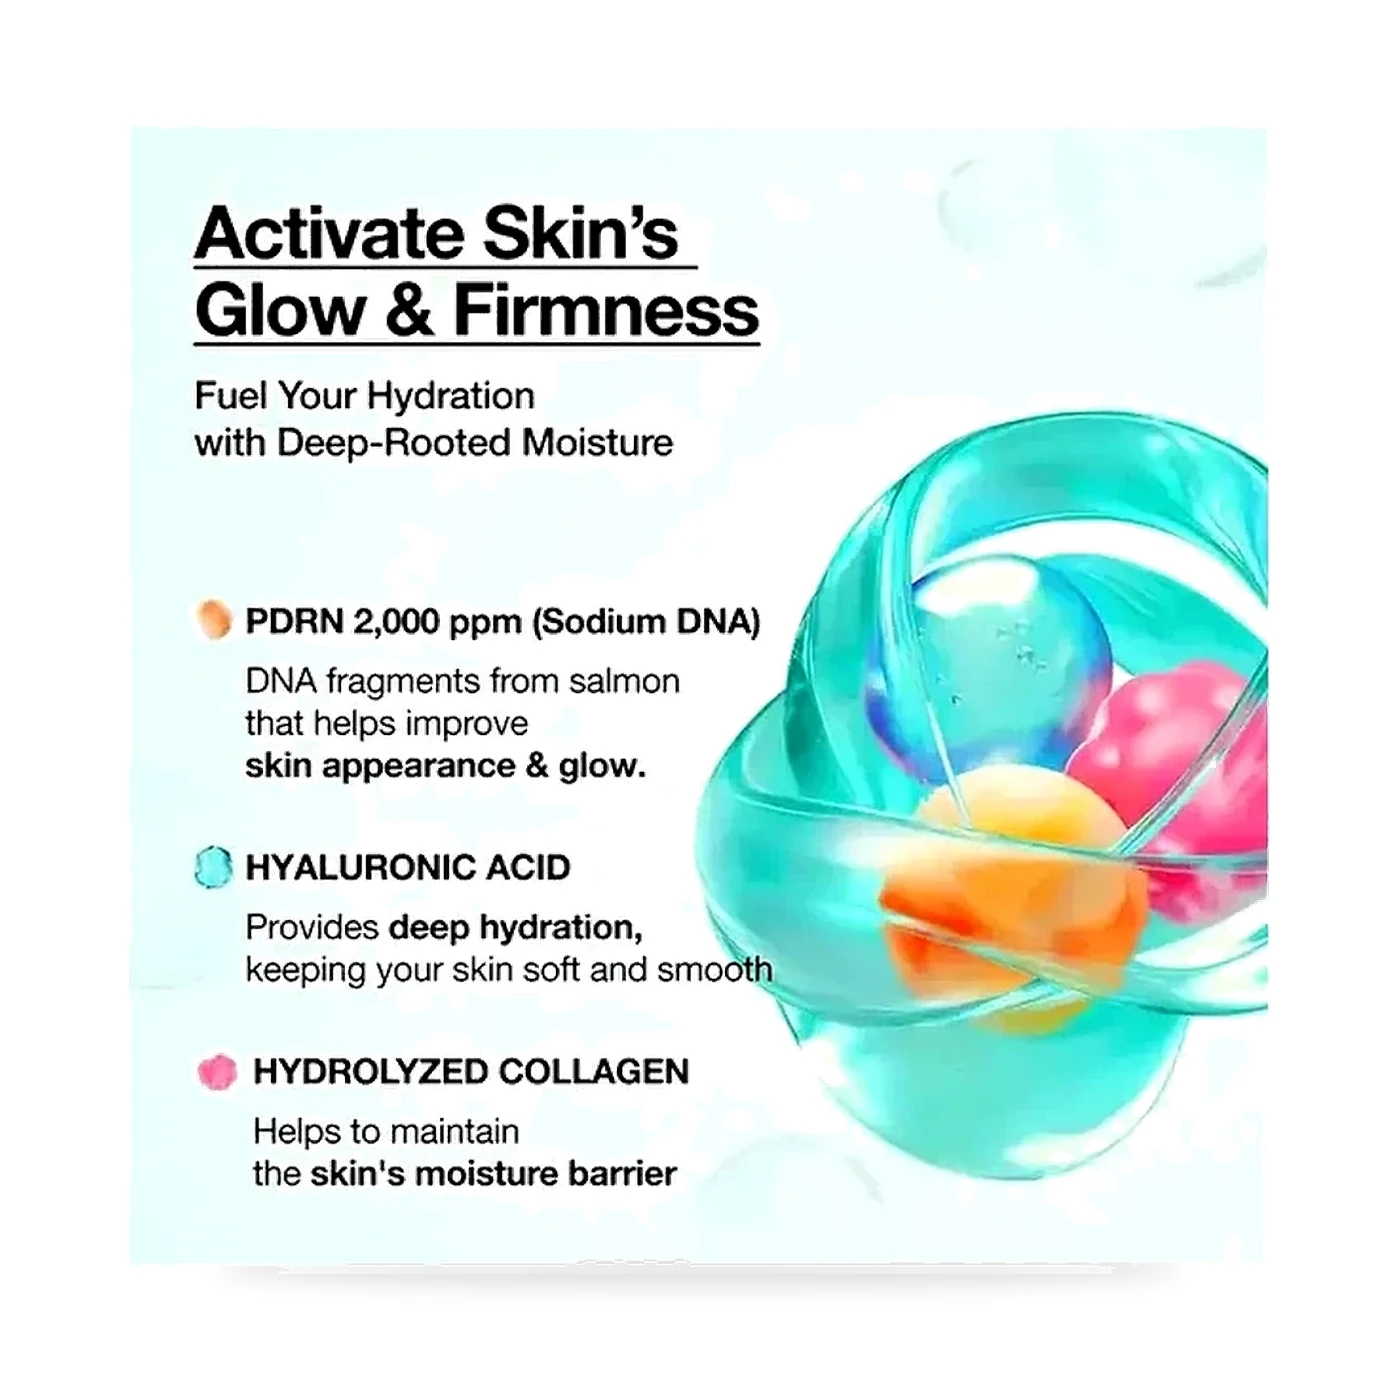 Activate Skin’s
Glow & Firmness
Fuel Your Hydration
with Deep-Rooted Moisture
PDRN 2,000 ppm (Sodium DNA)
DNA fragments from salmon
that helps improve
skin appearance & glow.
HYALURONIC ACID
Provides deep hydration,
keeping your skin soft and smooth
HYDROLYZED COLLAGEN
Helps to maintain
the skin's moisture barrier